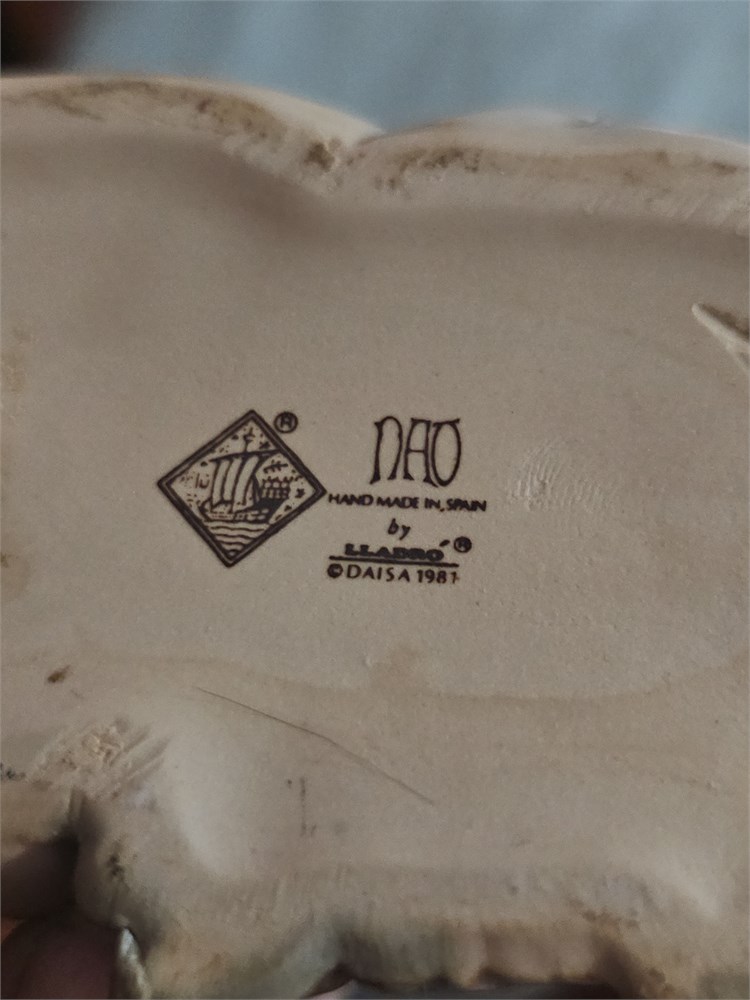 ®
NAO
HAND MADE IN, SPAIN
by
LLADRÓ ®
© DAISA 1981